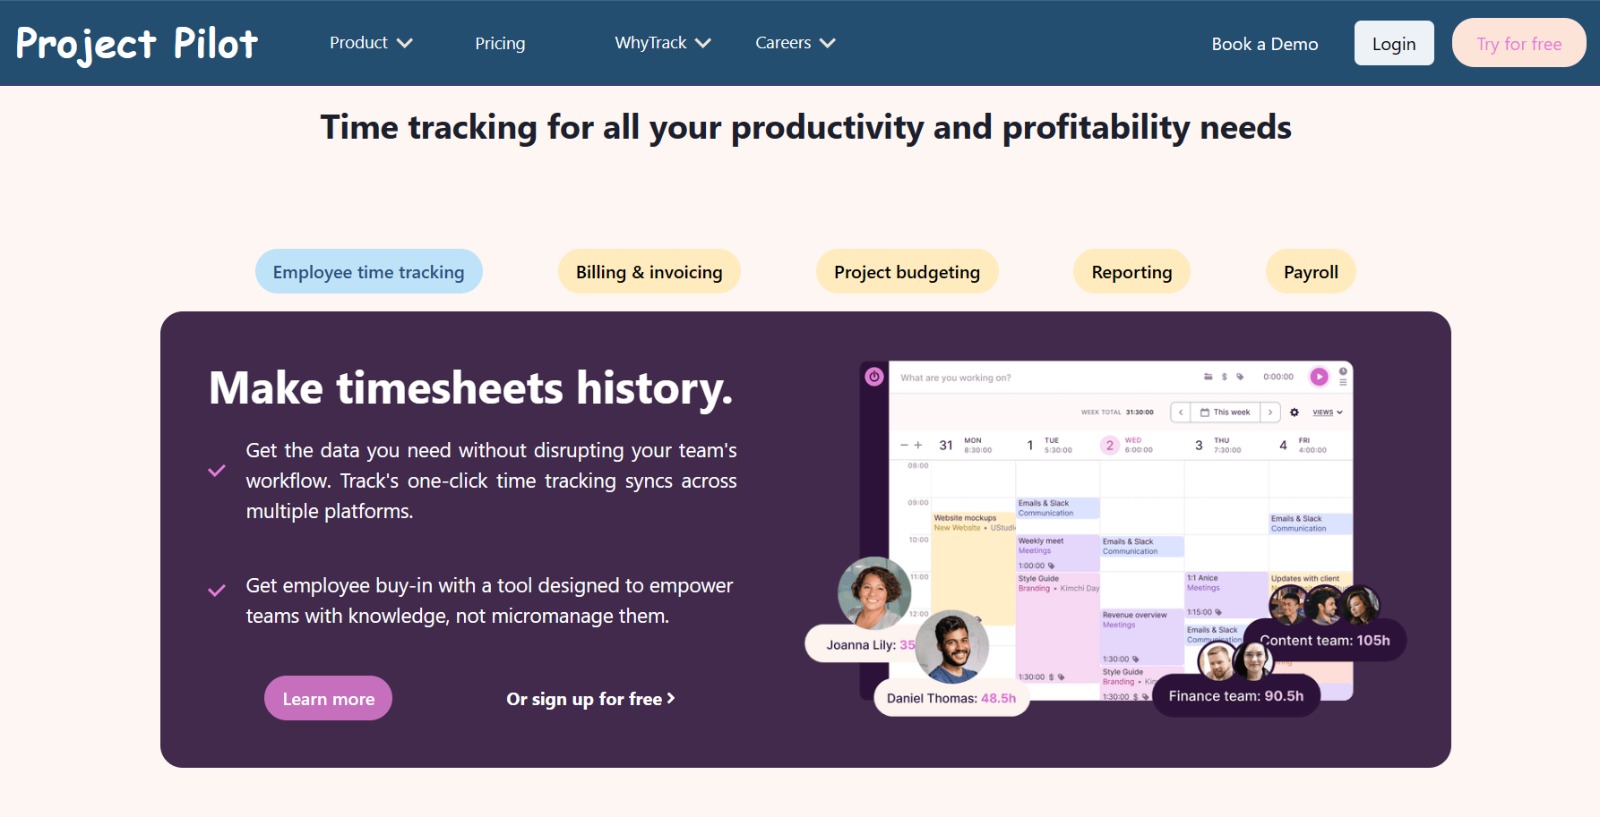 Project Pilot
Product
Pricing
WhyTrack
Careers
Book a Demo
Login
Try for free
Time tracking for all your productivity and profitability needs
Employee time tracking
Billing & invoicing
Project budgeting
Reporting
Payroll
Make timesheets history.
Get the data you need without disrupting your team's
workflow. Track's one-click time tracking syncs across
multiple platforms.
Get employee buy-in with a tool designed to empower
teams with knowledge, not micromanage them.
Learn more
Or sign up for free
What are you working on?
$
0:00:00
WEEK TOTAL 31:30:00
This week
VIEWS
31 MON 8:30:00
1 TUE 5:30:00
2 WED 6:00:00
3 THU 7:30:00
4 FRI 4:00:00
08:00
09:00
10:00
11:00
12:00
Website mockups
New Website • UStudi
Emails & Slack
Communication
Weekly meet
Meetings
1:00:00
Style Guide
Branding • Kimchi Day
1:30:00 $
Emails & Slack
Communication
Revenue overview
Meetings
1:30:00
Style Guide
Branding • Ki
1:30:00 $
1:1 Anice
Meetings
1:15:00
Emails & Slack
Emails & Slack
Communication
Updates with client
Joanna Lily: 35
Daniel Thomas: 48.5h
Content team: 105h
Finance team: 90.5h